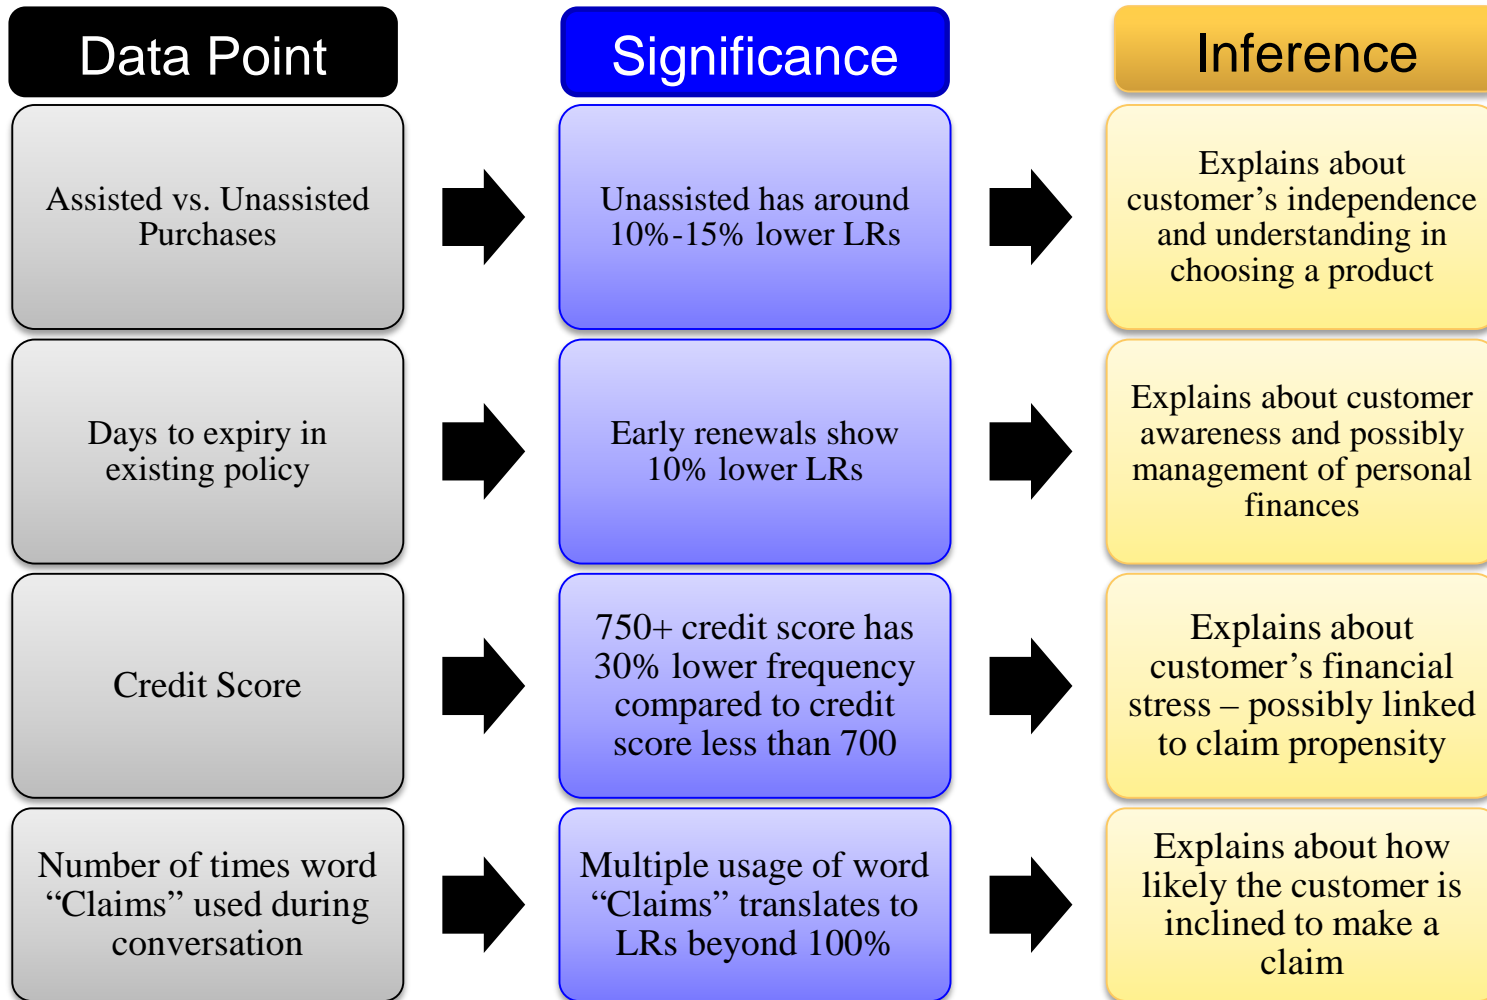 Data Point
Significance
Inference
Assisted vs. Unassisted
Purchases
Unassisted has around
10%-15% lower LRs
Explains about
customer’s independence
and understanding in
choosing a product
Days to expiry in
existing policy
Early renewals show
10% lower LRs
Explains about customer
awareness and possibly
management of personal
finances
Credit Score
750+ credit score has
30% lower frequency
compared to credit
score less than 700
Explains about
customer’s financial
stress – possibly linked
to claim propensity
Number of times word
“Claims” used during
conversation
Multiple usage of word
“Claims” translates to
LRs beyond 100%
Explains about how
likely the customer is
inclined to make a
claim